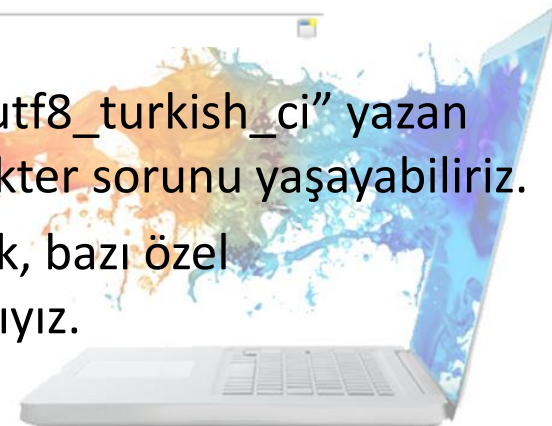 utf8_turkish_ci” yazan
kter sorunu yaşayabiliriz.
k, bazı özel
ıyız.